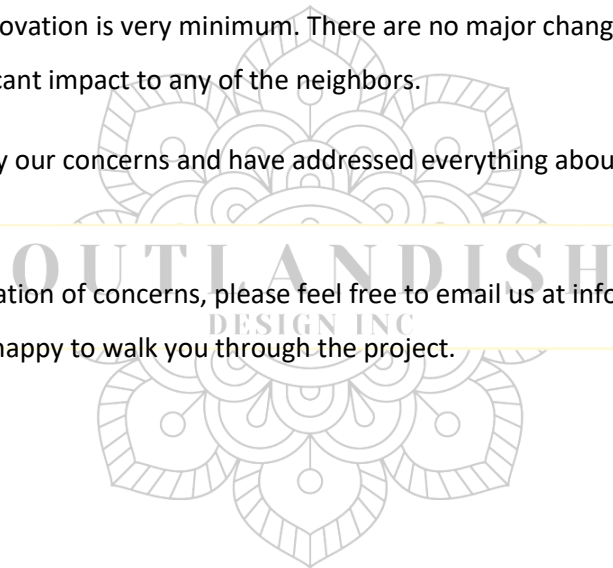 ovation is very minimum. There are no major chang
cant impact to any of the neighbors.
y our concerns and have addressed everything abou
OUTLANDISH
ation of concerns, please feel free to email us at info
DESIGN INC
happy to walk you through the project.